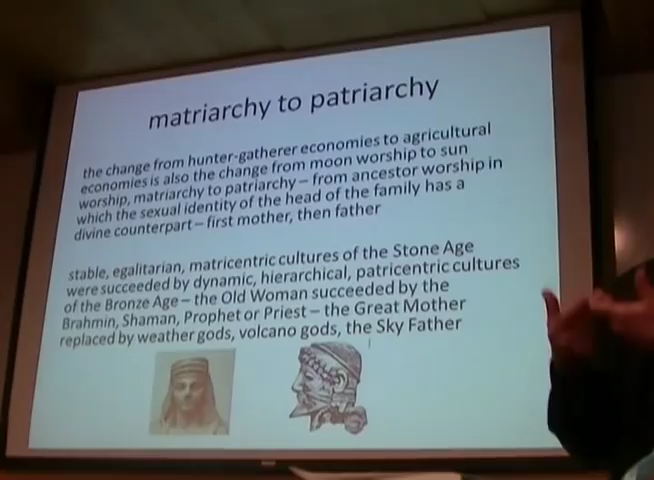 matriarchy to patriarchy
the change from hunter-gatherer economies to agricultural
economies is also the change from moon worship to sun
worship, matriarchy to patriarchy – from ancestor worship in
which the sexual identity of the head of the family has a
divine counterpart – first mother, then father
stable, egalitarian, matricentric cultures of the Stone Age
were succeeded by dynamic, hierarchical, patricentric cultures
of the Bronze Age – the Old Woman succeeded by the
Brahmin, Shaman, Prophet or Priest – the Great Mother
replaced by weather gods, volcano gods, the Sky Father